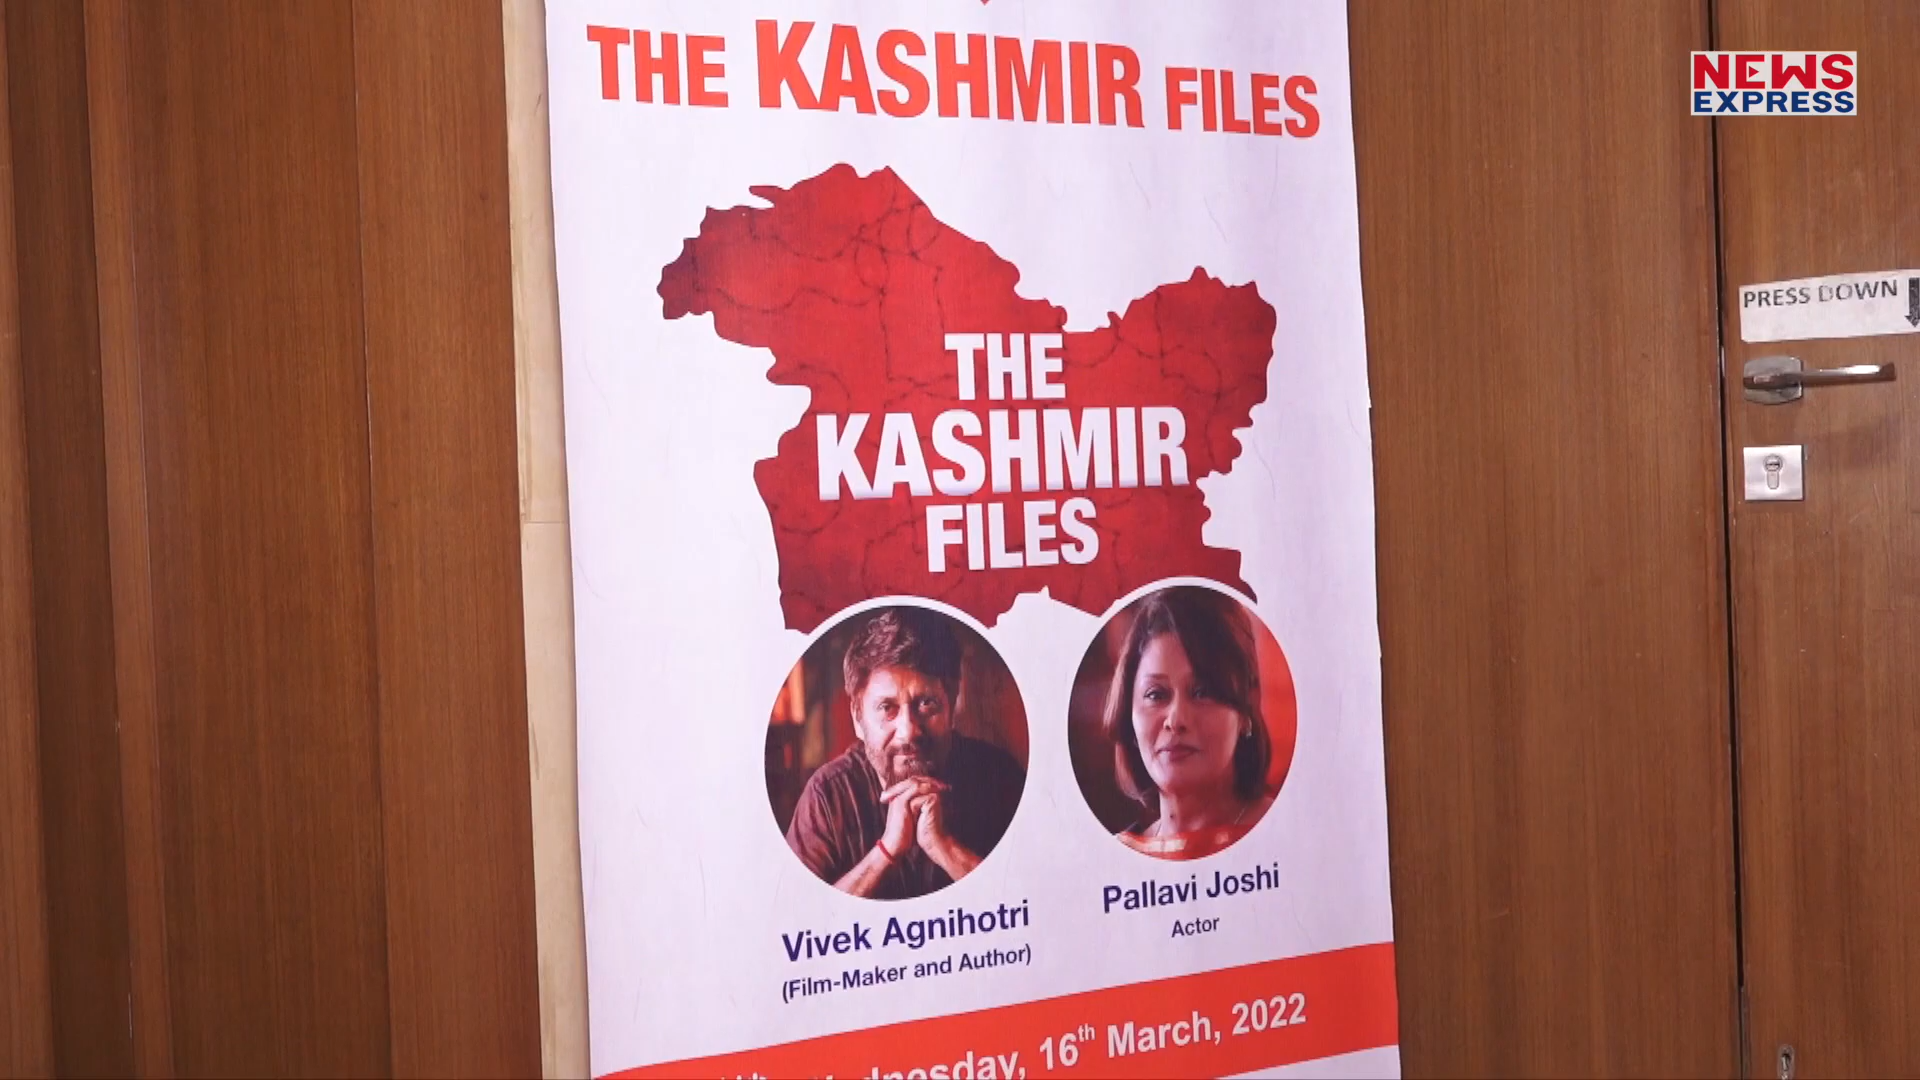 THE KASHMIR FILES
NEWS
EXPRESS
PRESS DOWN
THE
KASHMIR
FILES
Vivek Agnihotri
(Film-Maker and Author)
Pallavi Joshi
Actor
16th March, 2022